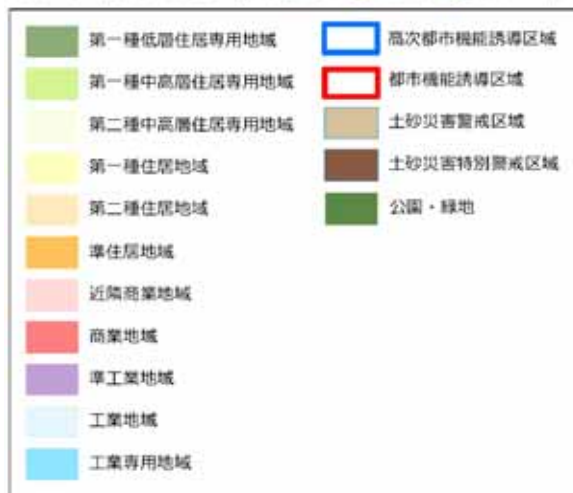 第一種低層住居専用地域
第一種中高層住居専用地域
第二種中高層住居専用地域
第一種住居地域
第二種住居地域
準住居地域
近隣商業地域
商業地域
準工業地域
工業地域
工業専用地域
高次都市機能誘導区域
都市機能誘導区域
土砂災害警戒区域
土砂災害特別警戒区域
公園・緑地